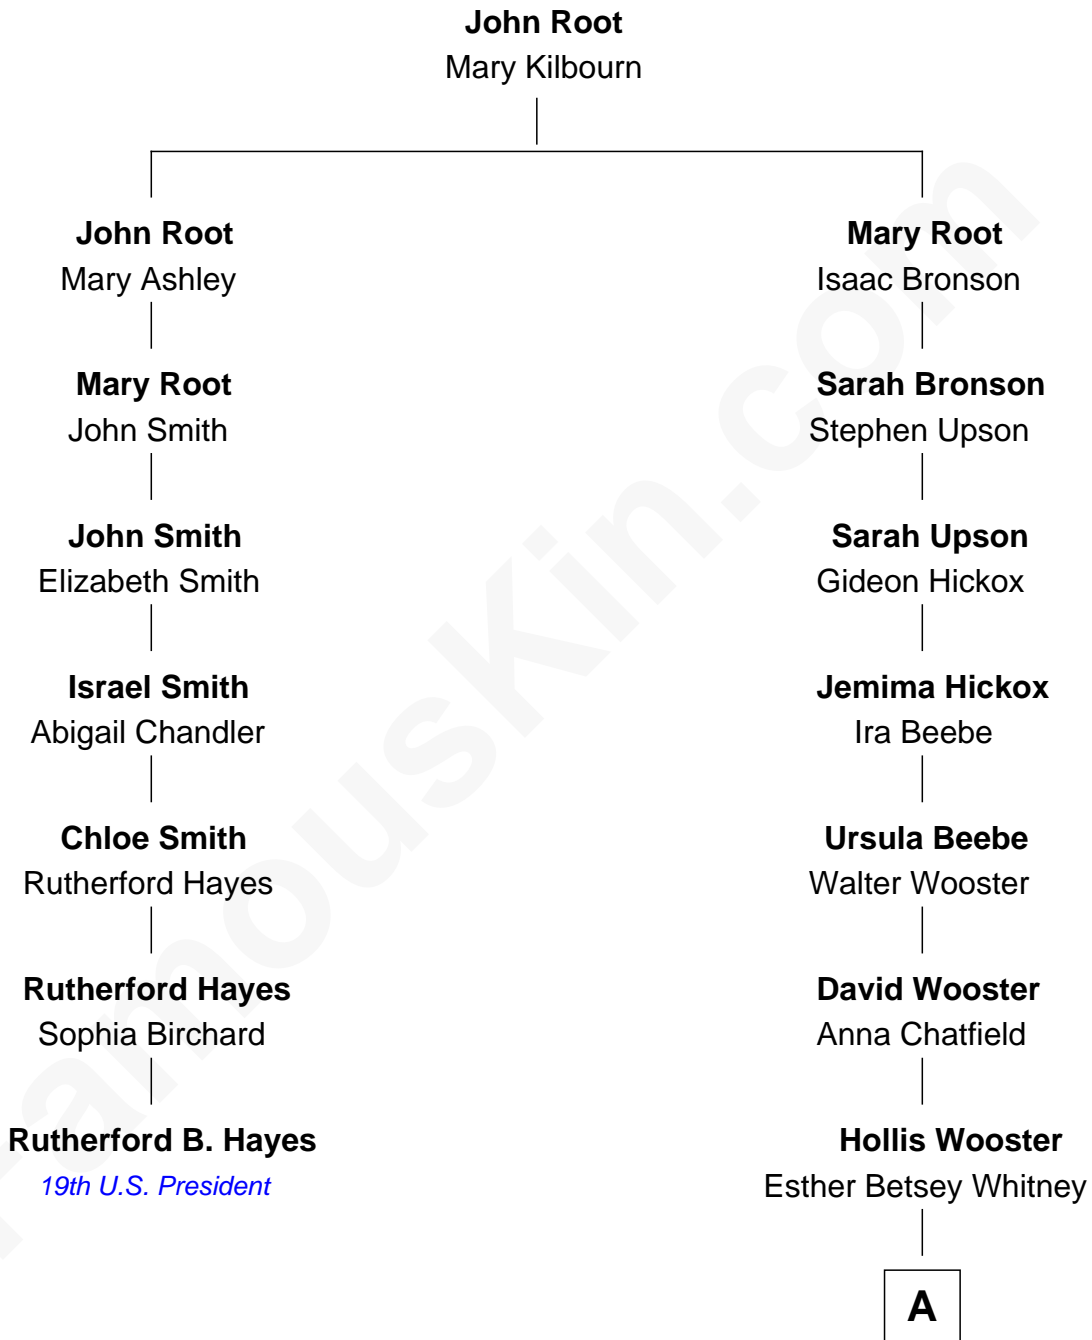 John Root
Mary Kilbourn
John Root
Mary Ashley
Mary Root
Isaac Bronson
Mary Root
John Smith
Sarah Bronson
Stephen Upson
John Smith
Elizabeth Smith
Sarah Upson
Gideon Hickox
Israel Smith
Abigail Chandler
Jemima Hickox
Ira Beebe
Chloe Smith
Rutherford Hayes
Ursula Beebe
Walter Wooster
Rutherford Hayes
Sophia Birchard
David Wooster
Anna Chatfield
Rutherford B. Hayes
19th U.S. President
Hollis Wooster
Esther Betsey Whitney
A
FamousKin.com